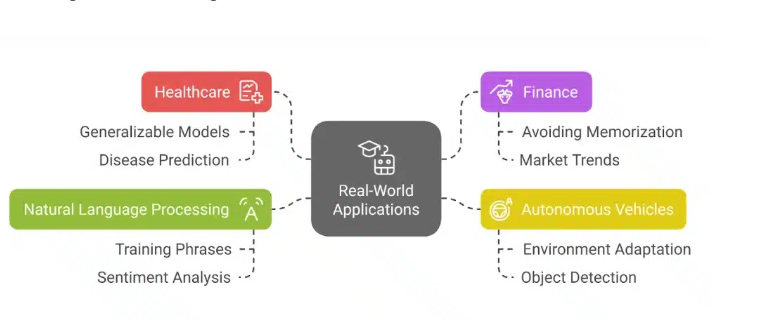 Healthcare
Generalizable Models
Disease Prediction
Natural Language Processing
Training Phrases
Sentiment Analysis
Real-World
Applications
Finance
Avoiding Memorization
Market Trends
Autonomous Vehicles
Environment Adaptation
Object Detection